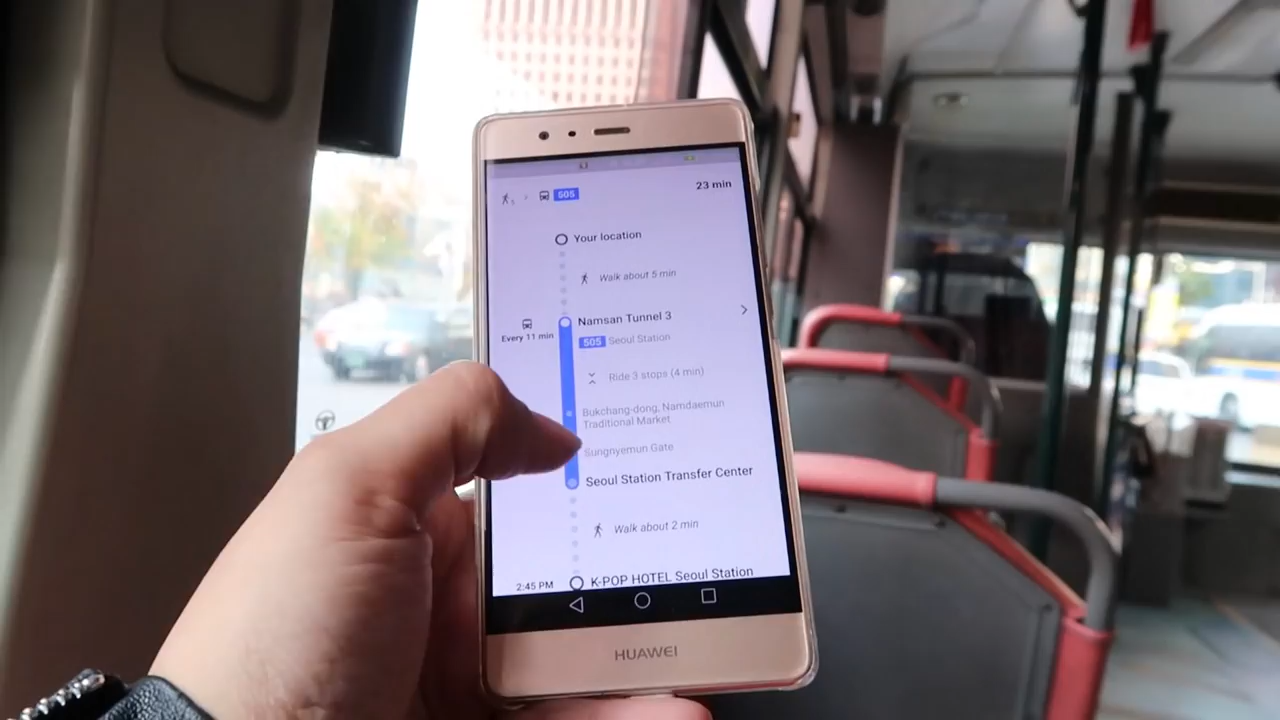 5 > 505
23 min
Your location
Walk about 5 min
Namsan Tunnel 3
Every 11 min
505 Seoul Station
Ride 3 stops (4 min)
Bukchang-dong, Namdaemun
Traditional Market
Sungnyemun Gate
Seoul Station Transfer Center
Walk about 2 min
2:45 PM
K-POP HOTEL Seoul Station
HUAWEI